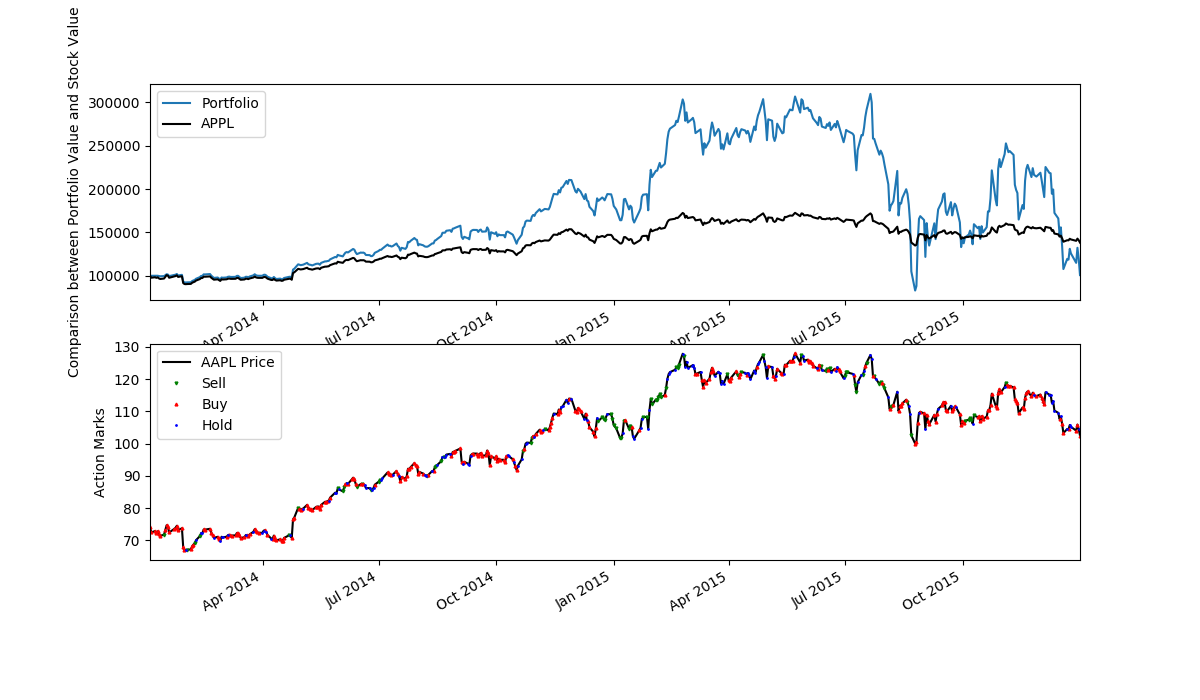 Comparison between Portfolio Value and Stock Value
300000
250000
200000
150000
100000
Portfolio
APPL
Apr 2014
Jul 2014
Oct 2014
Jan 2015
Apr 2015
Jul 2015
Oct 2015
Action Marks
130
120
110
100
90
80
70
AAPL Price
Sell
Buy
Hold
Apr 2014
Jul 2014
Oct 2014
Jan 2015
Apr 2015
Jul 2015
Oct 2015